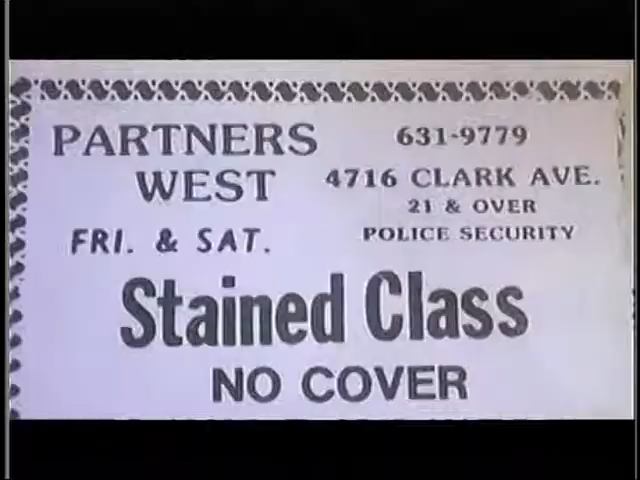 PARTNERS
WEST
FRI. & SAT.
631-9779
4716 CLARK AVE.
21 & OVER
POLICE SECURITY
Stained Class
NO COVER